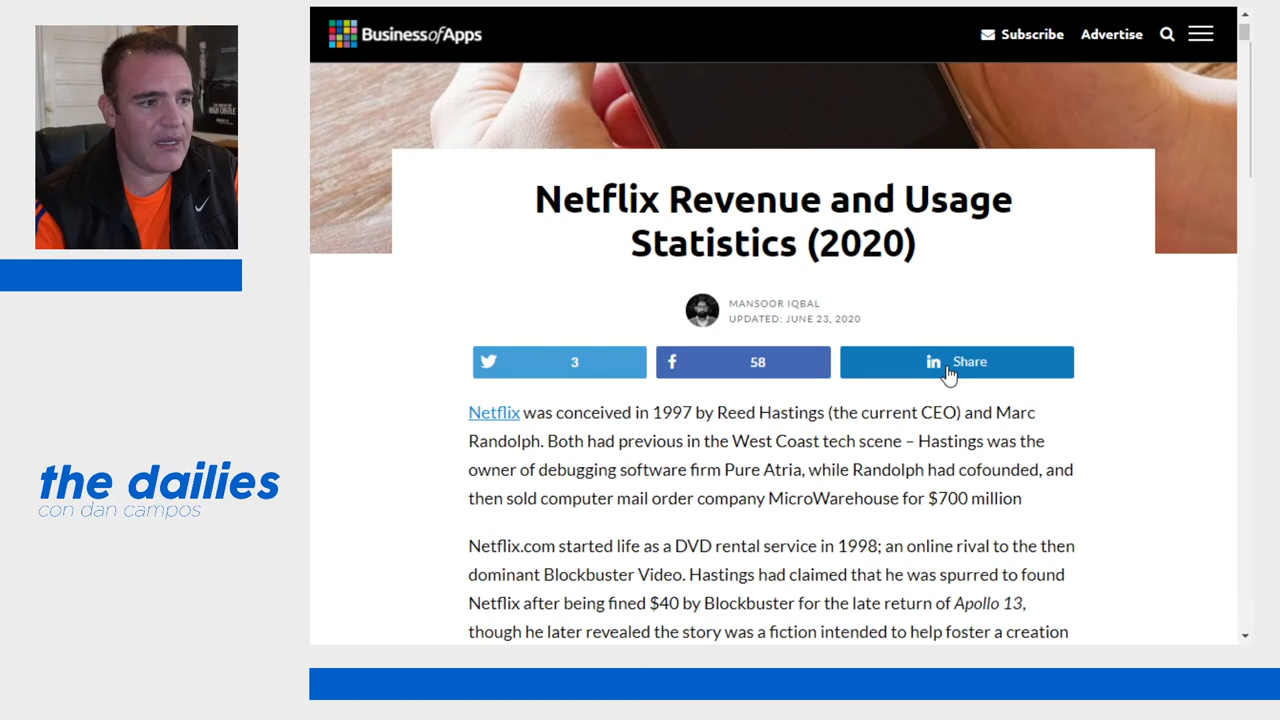 BusinessofApps
Subscribe
Advertise
Netflix Revenue and Usage
Statistics (2020)
MANSOOR IQBAL
UPDATED: JUNE 23, 2020
3
58
in Share
Netflix was conceived in 1997 by Reed Hastings (the current CEO) and Marc
Randolph. Both had previous in the West Coast tech scene – Hastings was the
owner of debugging software firm Pure Atria, while Randolph had cofounded, and
then sold computer mail order company MicroWarehouse for $700 million
Netflix.com started life as a DVD rental service in 1998; an online rival to the then
dominant Blockbuster Video. Hastings had claimed that he was spurred to found
Netflix after being fined $40 by Blockbuster for the late return of Apollo 13,
though he later revealed the story was a fiction intended to help foster a creation
the dailies
con dan campos